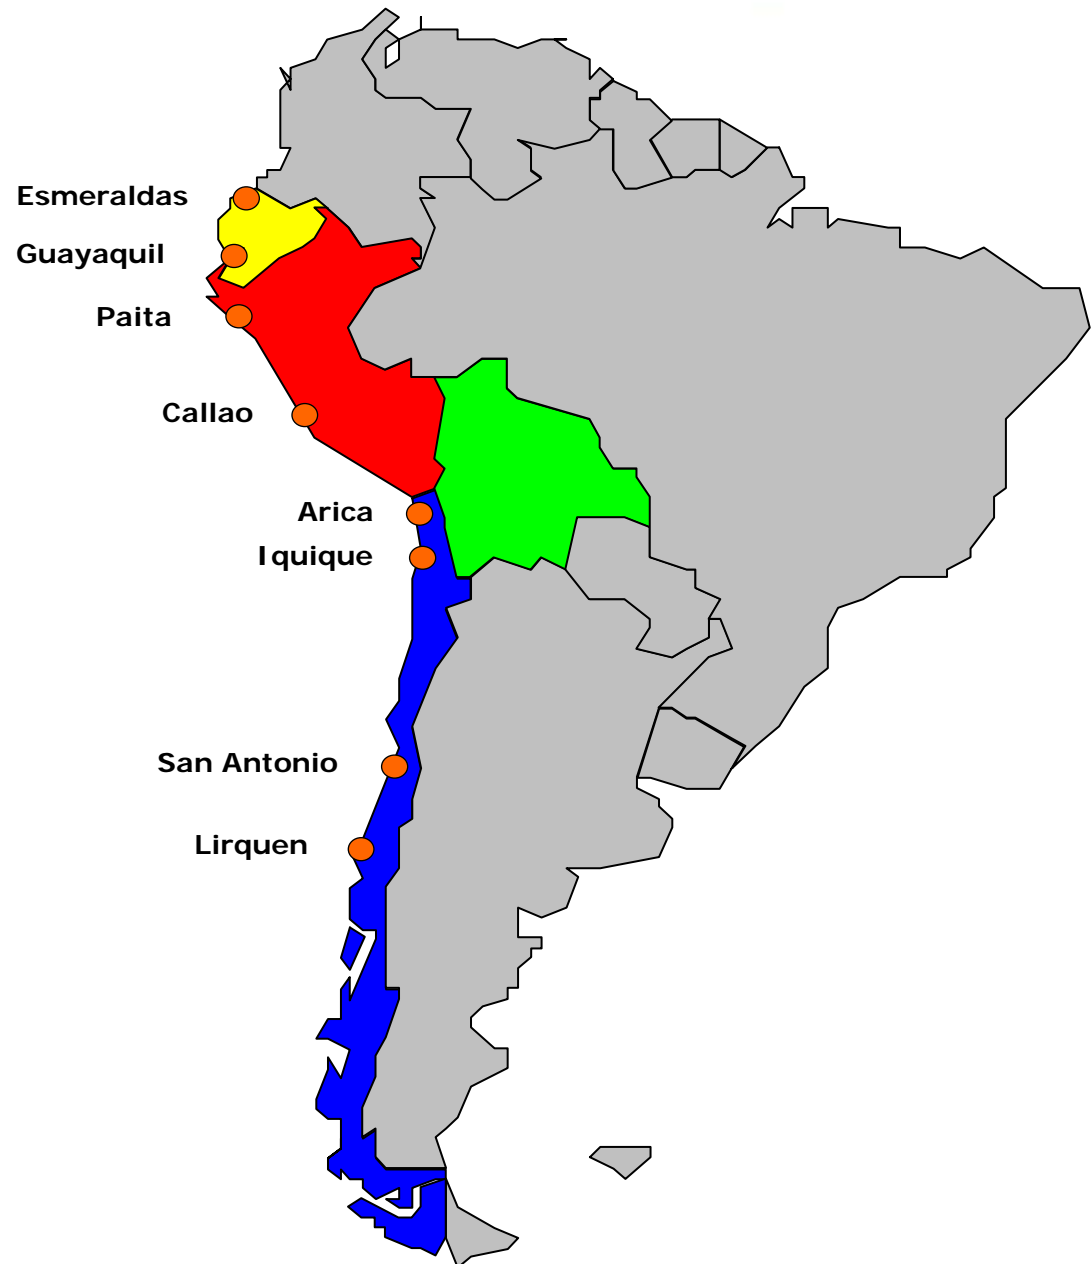 Esmeraldas
Guayaquil
Paita
Callao
Arica
Iquique
San Antonio
Lirquen